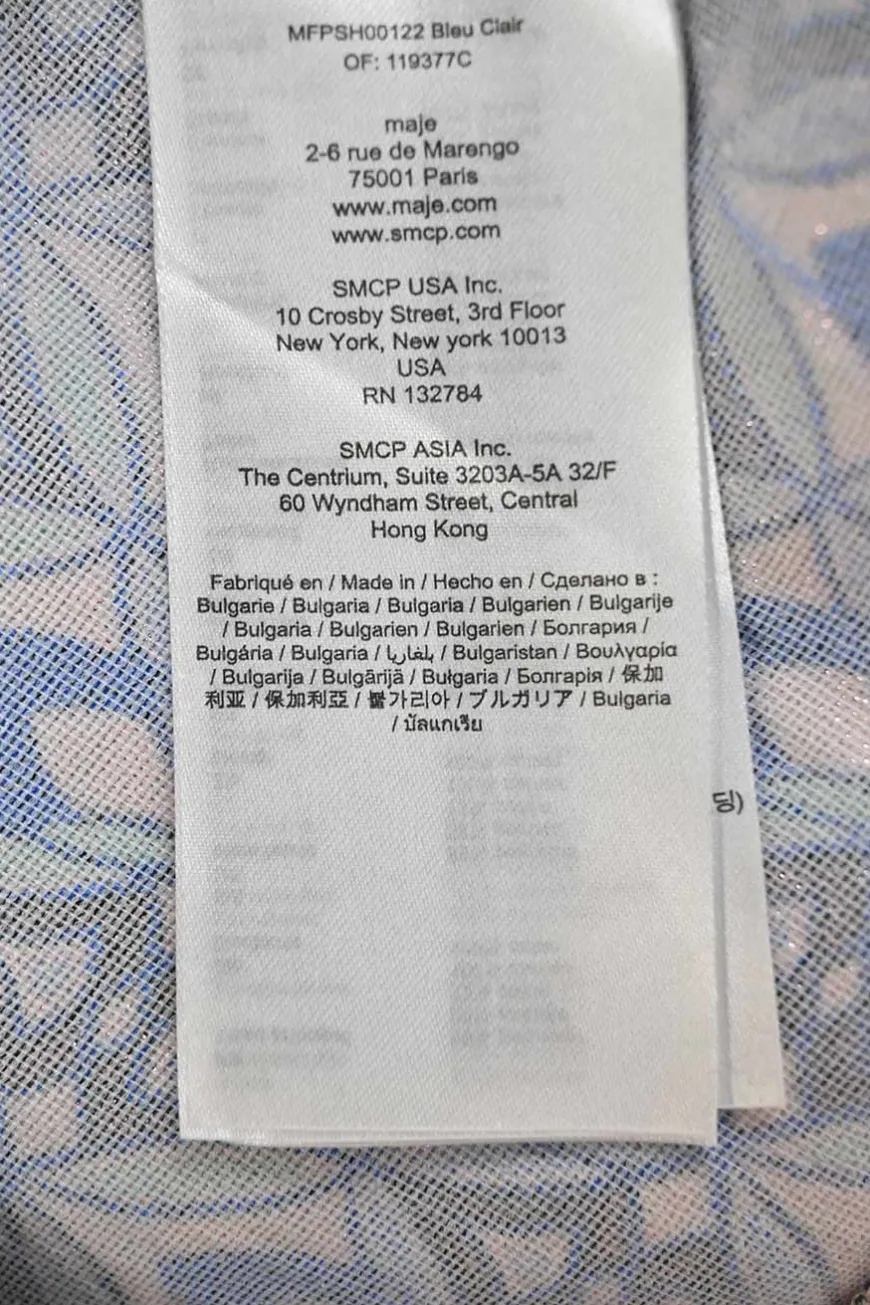 MFPSH00122 Bleu Clair
OF: 119377C
maje
2-6 rue de Marengo
75001 Paris
www.maje.com
www.smcp.com
SMCP USA Inc.
10 Crosby Street, 3rd Floor
New York, New york 10013
USA
RN 132784
SMCP ASIA Inc.
The Centrium, Suite 3203A-5A 32/F
60 Wyndham Street, Central
Hong Kong
Fabriqué en / Made in / Hecho en / Сделано в :
Bulgarie / Bulgaria / Bulgaria / Bulgarien / Bulgarije
/ Bulgaria / Bulgarien / Bulgarien / Болгария /
Bulgária / Bulgaria / بلغاريا / Bulgaristan / Βουλγαρία
/ Bulgarija / Bulgārijā / Bułgaria / Болгарія / 保加
利亚 / 保加利亞 / 불가리아 / ブルガリア / Bulgaria
/ บัลแกเรีย
딩)